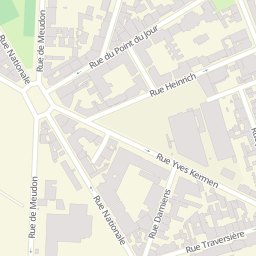 Rue Nationale
Rue de Meudon
Rue du Point du Jour
Rue Heinrich
Rue Yves Kermen
Rue de Meudon
Rue Nationale
Rue Damiens
Rue Traversière